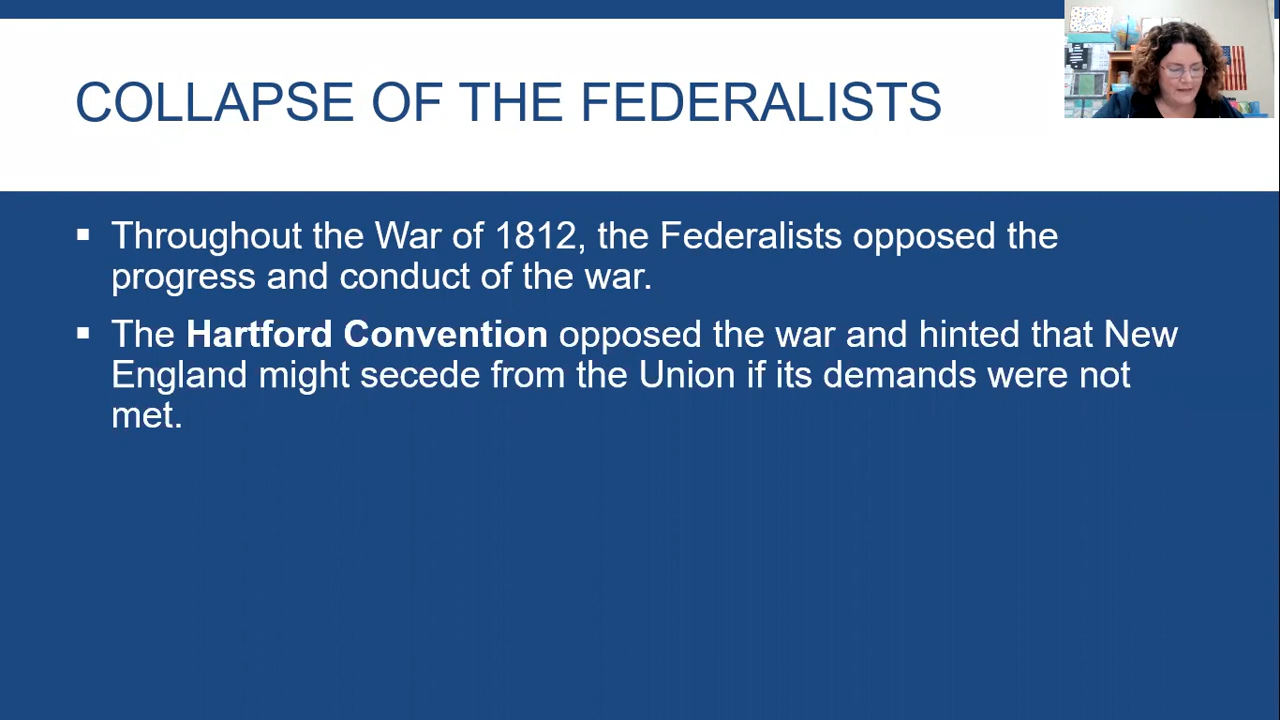 COLLAPSE OF THE FEDERALISTS
▪ Throughout the War of 1812, the Federalists opposed the
progress and conduct of the war.
▪ The Hartford Convention opposed the war and hinted that New
England might secede from the Union if its demands were not
met.